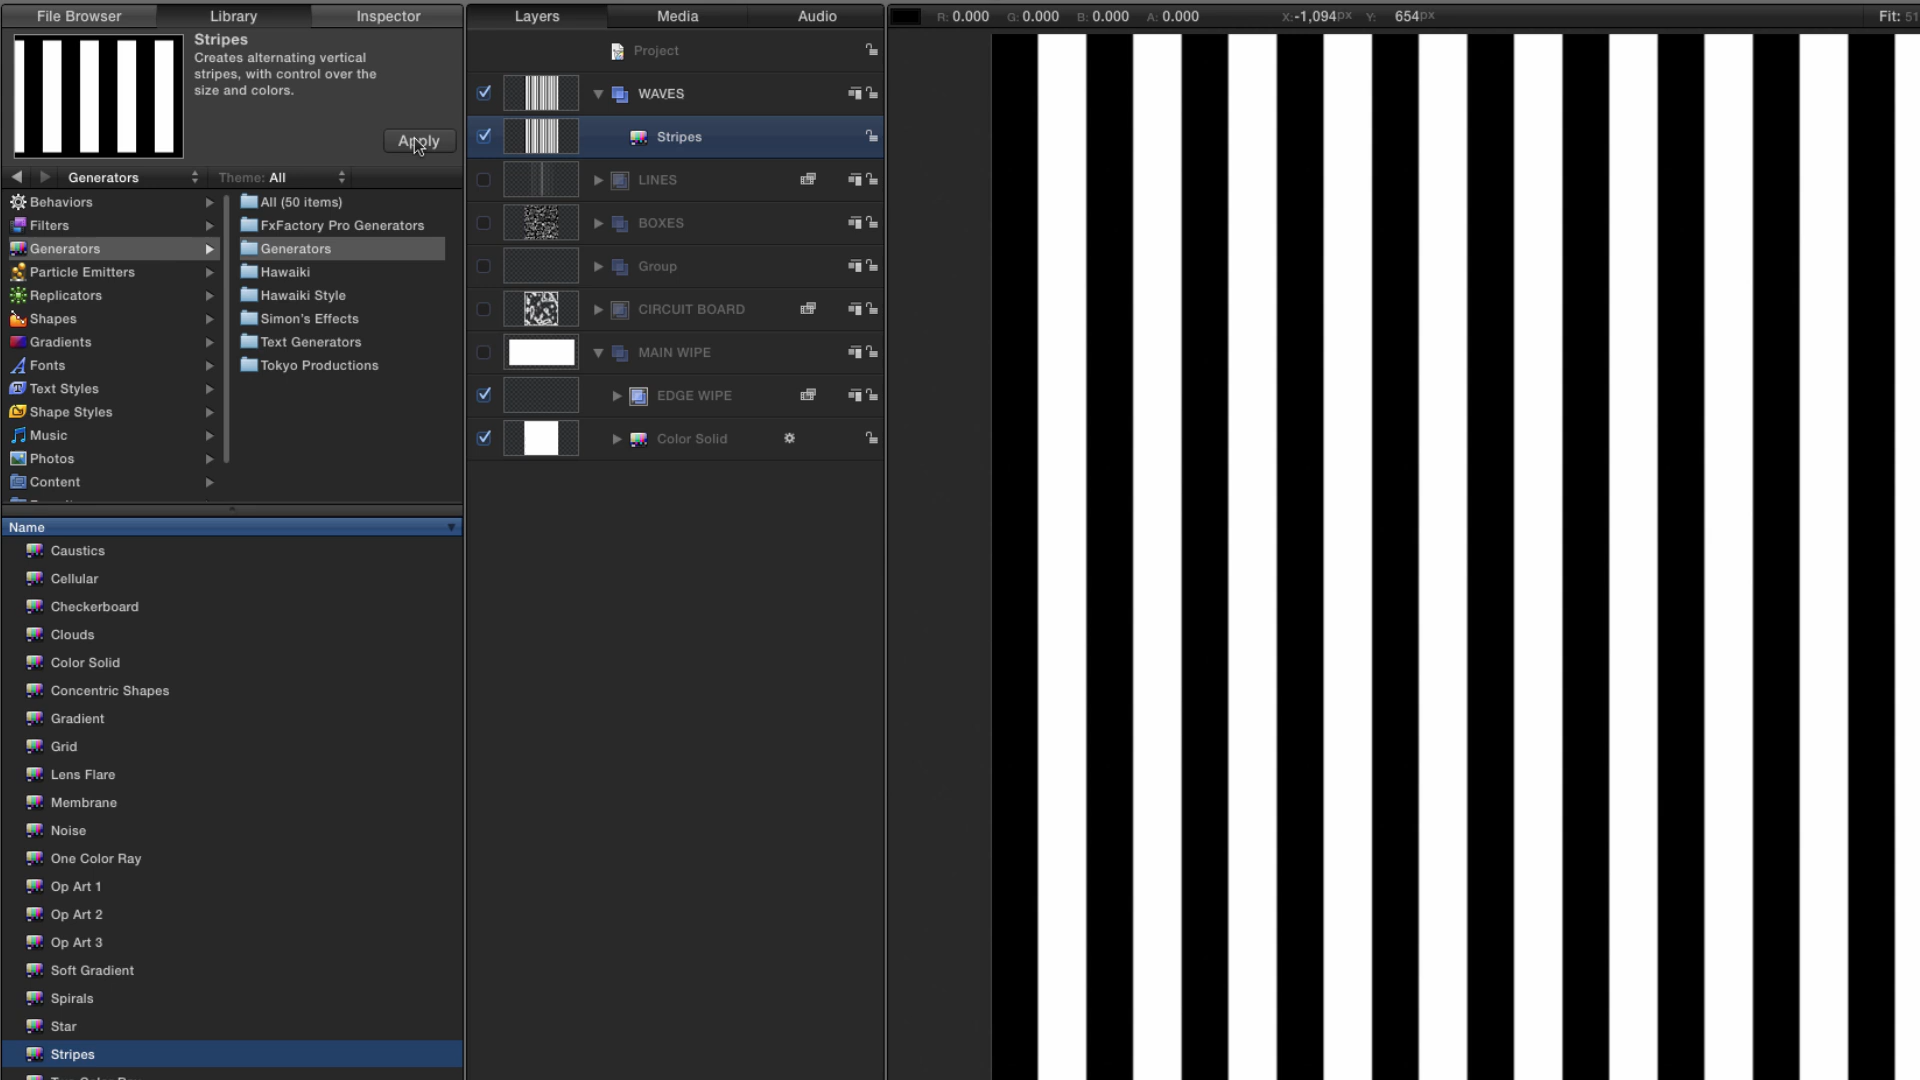 File Browser Library Inspector
Stripes
Creates alternating vertical
stripes, with control over the
size and colors.
Apply
Generators Theme: All
Behaviors
Filters
Generators
Particle Emitters
Replicators
Shapes
Gradients
Fonts
Text Styles
Shape Styles
Music
Photos
Content
All (50 items)
FxFactory Pro Generators
Generators
Hawaiki
Hawaiki Style
Simon's Effects
Text Generators
Tokyo Productions
Name
Caustics
Cellular
Checkerboard
Clouds
Color Solid
Concentric Shapes
Gradient
Grid
Lens Flare
Membrane
Noise
One Color Ray
Op Art 1
Op Art 2
Op Art 3
Soft Gradient
Spirals
Star
Stripes
Layers Media Audio
Project
WAVES
Stripes
LINES
BOXES
Group
CIRCUIT BOARD
MAIN WIPE
EDGE WIPE
Color Solid
R: 0.000 G: 0.000 B: 0.000 A: 0.000 X: -1,094px Y: 654px Fit: 51